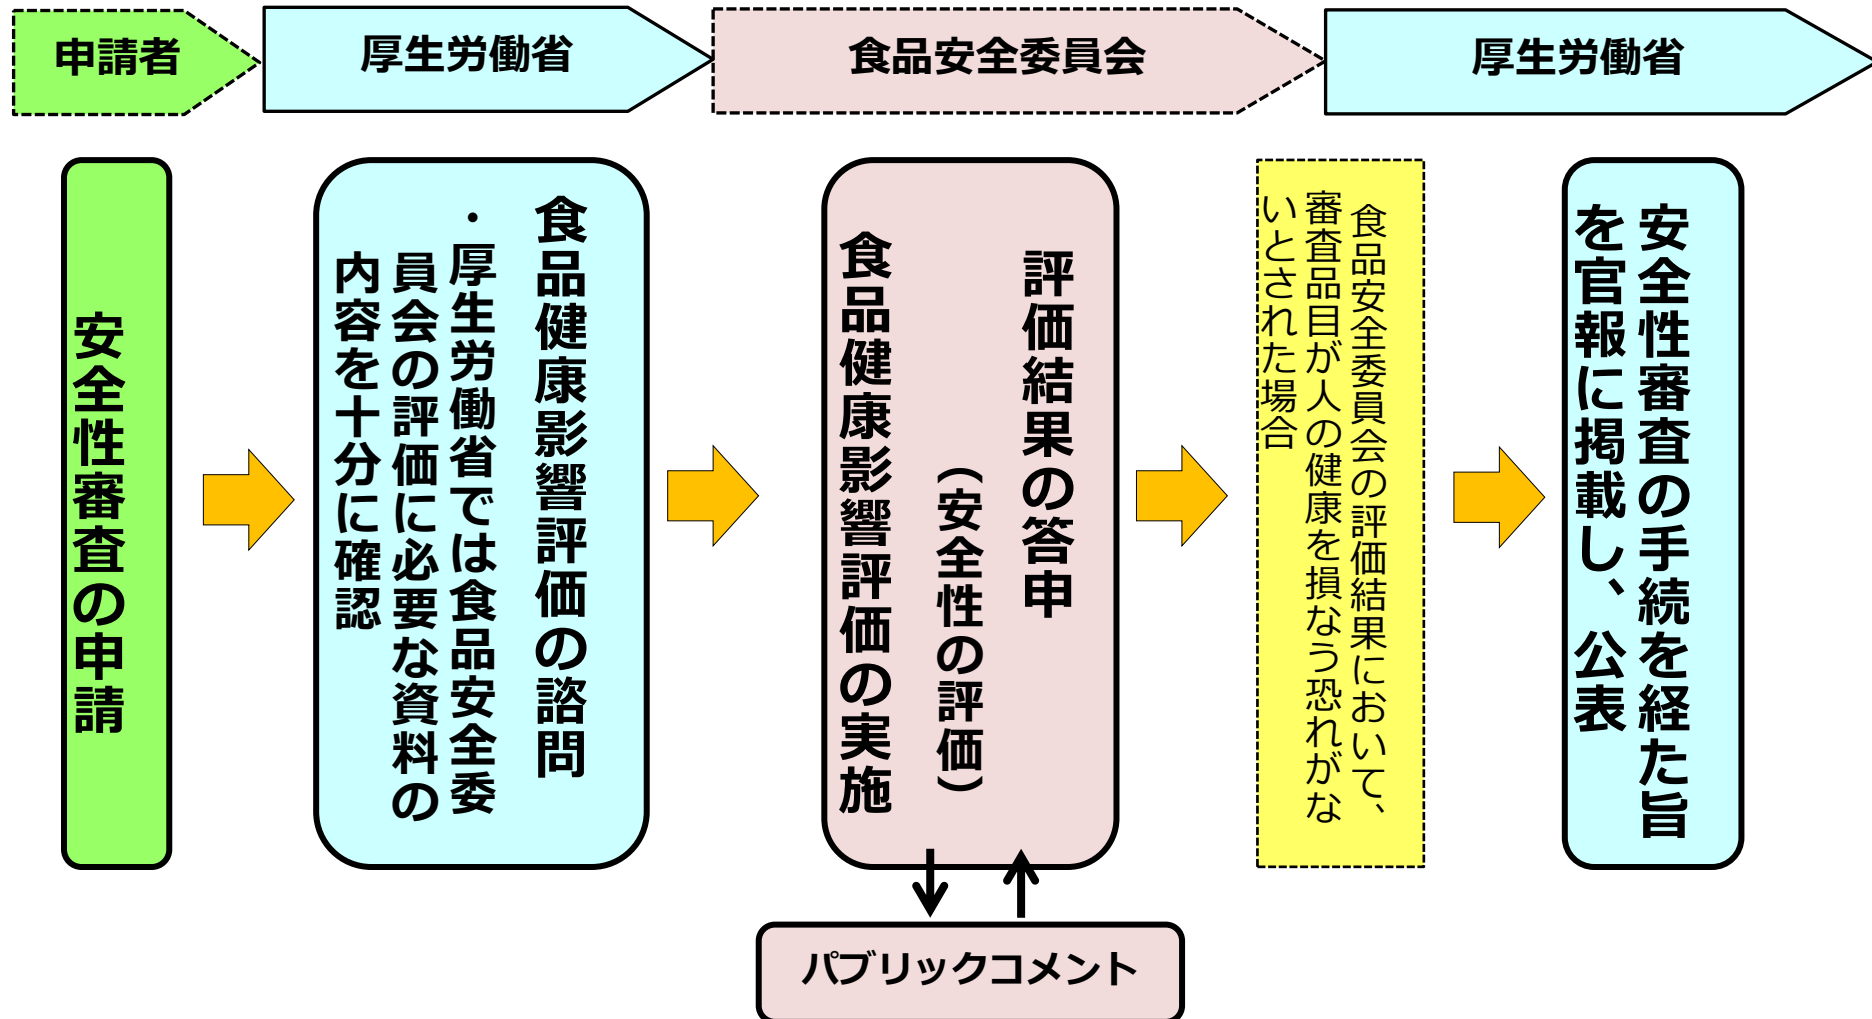 申請者
厚生労働省
食品安全委員会
厚生労働省
安全性審査の申請
食品健康影響評価の諮問
・厚生労働省では食品安全委
員会の評価に必要な資料の
内容を十分に確認
評価結果の答申
（安全性の評価）
食品健康影響評価の実施
食品安全委員会の評価結果において、
審査品目が人の健康を損なう恐れがな
いとされた場合
安全性審査の手続を経た旨
を官報に掲載し、公表
パブリックコメント